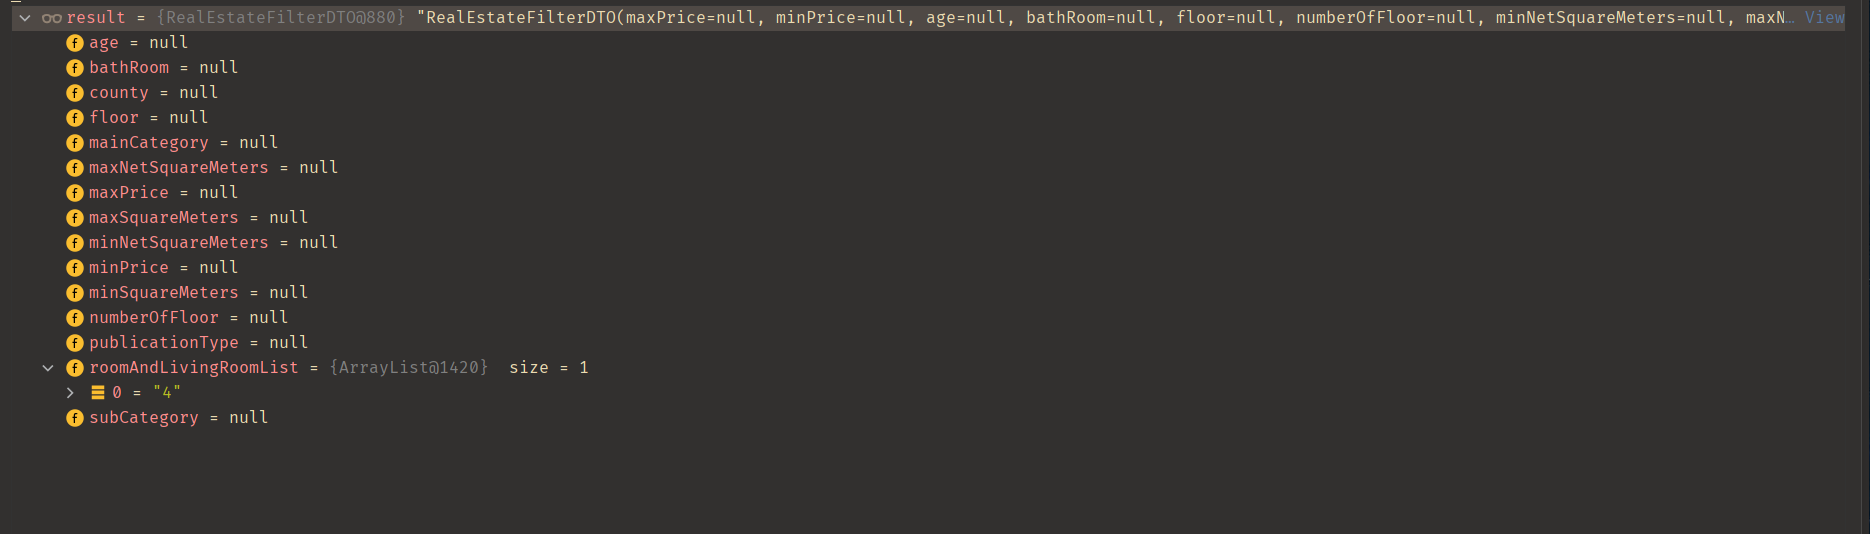 result = {RealEstateFilterDTO@880} "RealEstateFilterDTO(maxPrice=null, minPrice=null, age=null, bathRoom=null, floor=null, numberOfFloor=null, minNetSquareMeters=null, maxN... View
f age = null
f bathRoom = null
f county = null
f floor = null
f mainCategory = null
f maxNetSquareMeters = null
f maxPrice = null
f maxSquareMeters = null
f minNetSquareMeters = null
f minPrice = null
f minSquareMeters = null
f numberOfFloor = null
f publicationType = null
f roomAndLivingRoomList = {ArrayList@1420} size = 1
0 = "4"
f subCategory = null